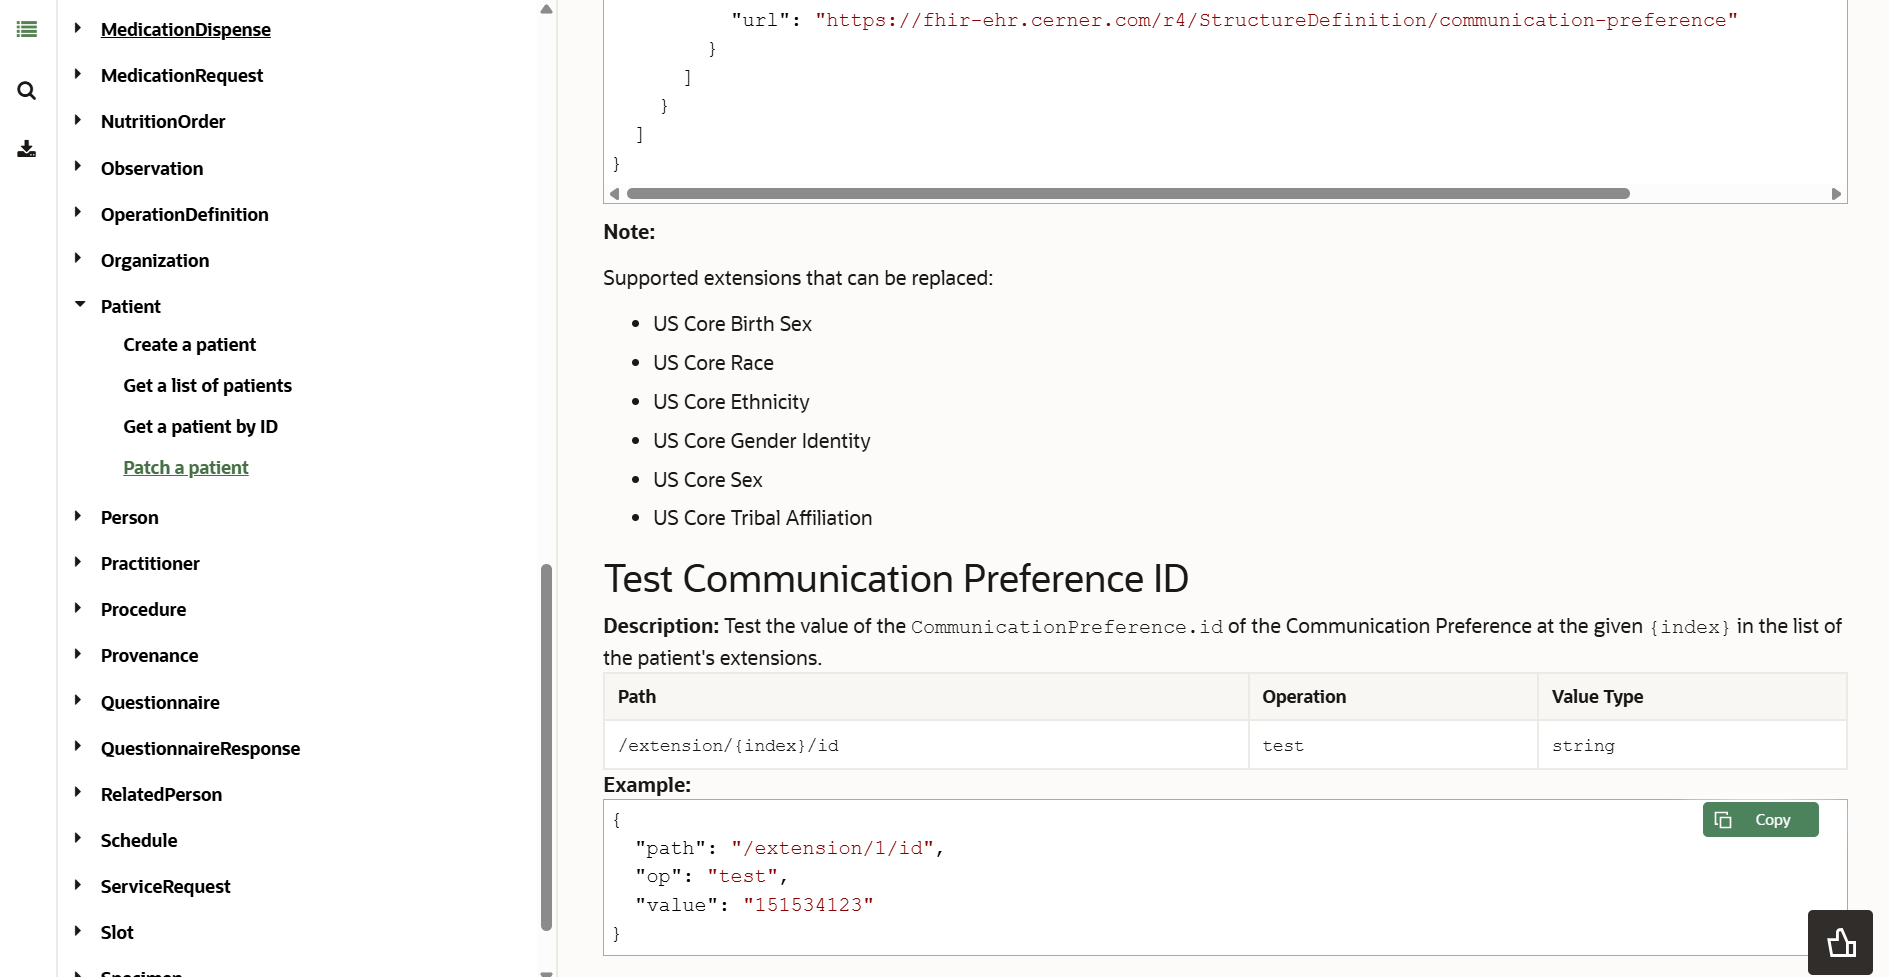 MedicationDispense
MedicationRequest
NutritionOrder
Observation
OperationDefinition
Organization
Patient
Create a patient
Get a list of patients
Get a patient by ID
Patch a patient
Person
Practitioner
Procedure
Provenance
Questionnaire
QuestionnaireResponse
RelatedPerson
Schedule
ServiceRequest
Slot
Specimen
"url": "https://fhir-ehr.cerner.com/r4/StructureDefinition/communication-preference"
}
]
}
]
}
Note:
Supported extensions that can be replaced:
• US Core Birth Sex
• US Core Race
• US Core Ethnicity
• US Core Gender Identity
• US Core Sex
• US Core Tribal Affiliation
Test Communication Preference ID
Description: Test the value of the CommunicationPreference.id of the Communication Preference at the given {index} in the list of
the patient's extensions.
Path Operation Value Type
/extension/{index}/id test string
Example:
Copy
{
"path": "/extension/1/id",
"op": "test",
"value": "151534123"
}